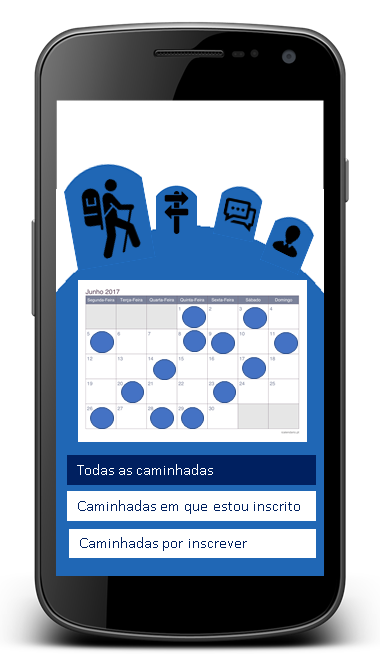 Junho 2017
Segunda-Feira Terça-Feira Quarta-Feira Quinta-Feira Sexta-Feira Sábado Domingo
1 2 3 4
5 6 7 8 9 10 11
12 13 14 15 16 17 18
19 20 21 22 23 24 25
26 27 28 29 30
Todas as caminhadas
Caminhadas em que estou inscrito
Caminhadas por inscrever